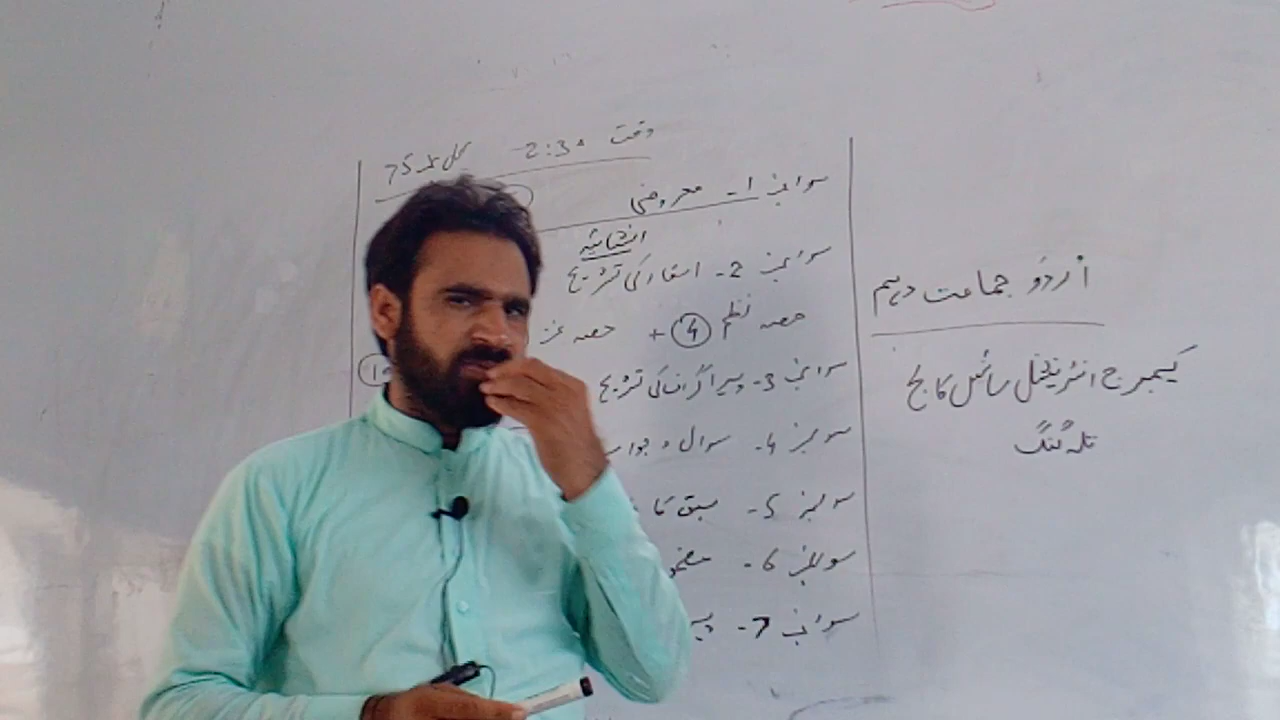 وقت 2:30 کل نمبر 75
سوال نمبر 1- معروضی
انشائیہ
سوال نمبر 2- اشعار کی تشریح
حصہ نظم 4 + حصہ غز
سوال نمبر 3- پیراگراف کی تشریح
سوال نمبر 4- سوال و جواب
سوال نمبر 5- سبق کا
سوال نمبر 6-
سوال نمبر 7-
اُردُو جماعت دہم
کیمبرج انٹرنیشنل سائنس کالج
تلہ گنگ